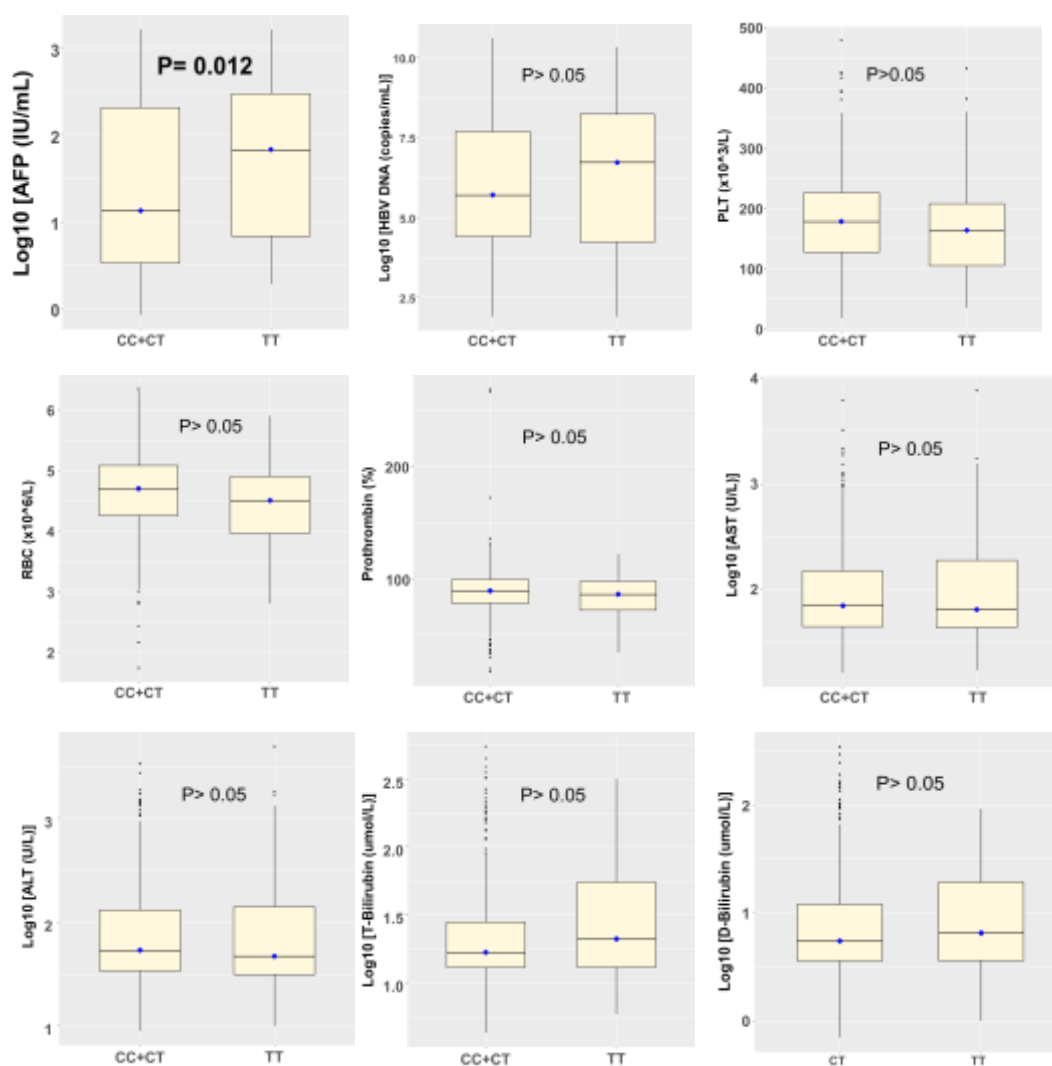 Log10 [AFP (IU/mL)
3
2
1
0
P= 0.012
CC+CT TT
Log10 [HBV DNA (copies/mL)]
10.0
7.5
5.0
2.5
P> 0.05
CC+CT TT
PLT (x10^3/L)
500
400
300
200
100
0
P>0.05
CC+CT TT
RBC (x10^6/L)
6
5
4
3
2
P> 0.05
CC+CT TT
Prothrombin (%)
200
100
P> 0.05
CC+CT TT
Log10 [AST (U/L)]
4
3
2
P> 0.05
CC+CT TT
Log10 [ALT (U/L)]
3
2
1
P> 0.05
CC+CT TT
Log10 [T-Bilirubin (umol/L)]
2.5
2.0
1.5
1.0
P> 0.05
CC+CT TT
Log10 [D-Bilirubin (umol/L)]
2
1
0
P> 0.05
CT TT